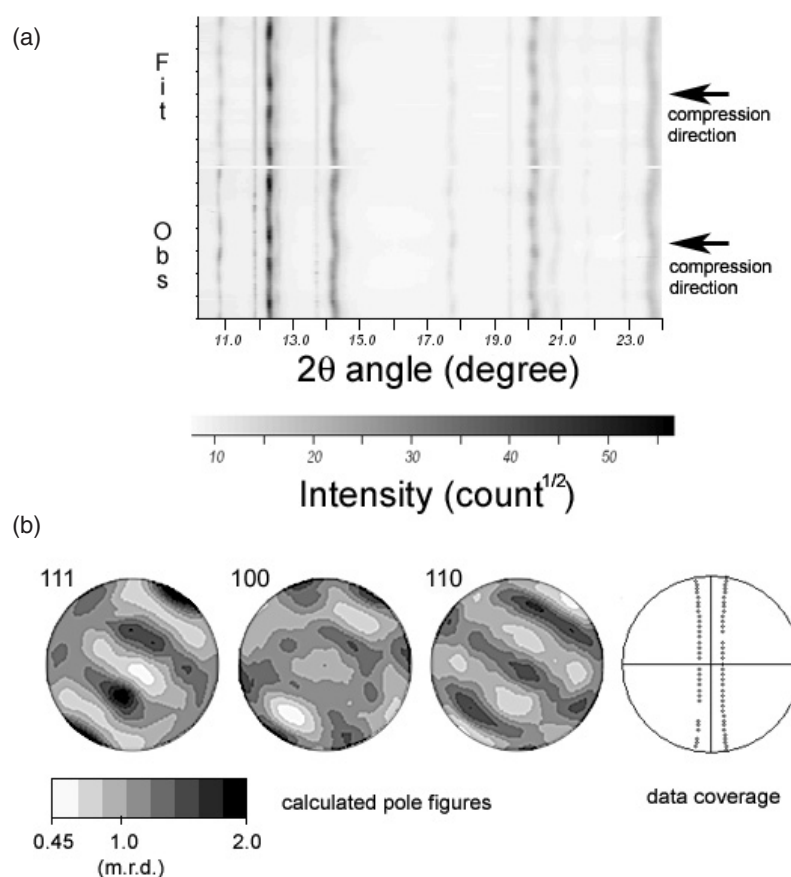 (a)
Fit
Obs
compression
direction
compression
direction
11.0 13.0 15.0 17.0 19.0 21.0 23.0
2θ angle (degree)
10 20 30 40 50
Intensity (count1/2)
(b)
111 100 110
0.45 1.0 2.0
(m.r.d.)
calculated pole figures
data coverage